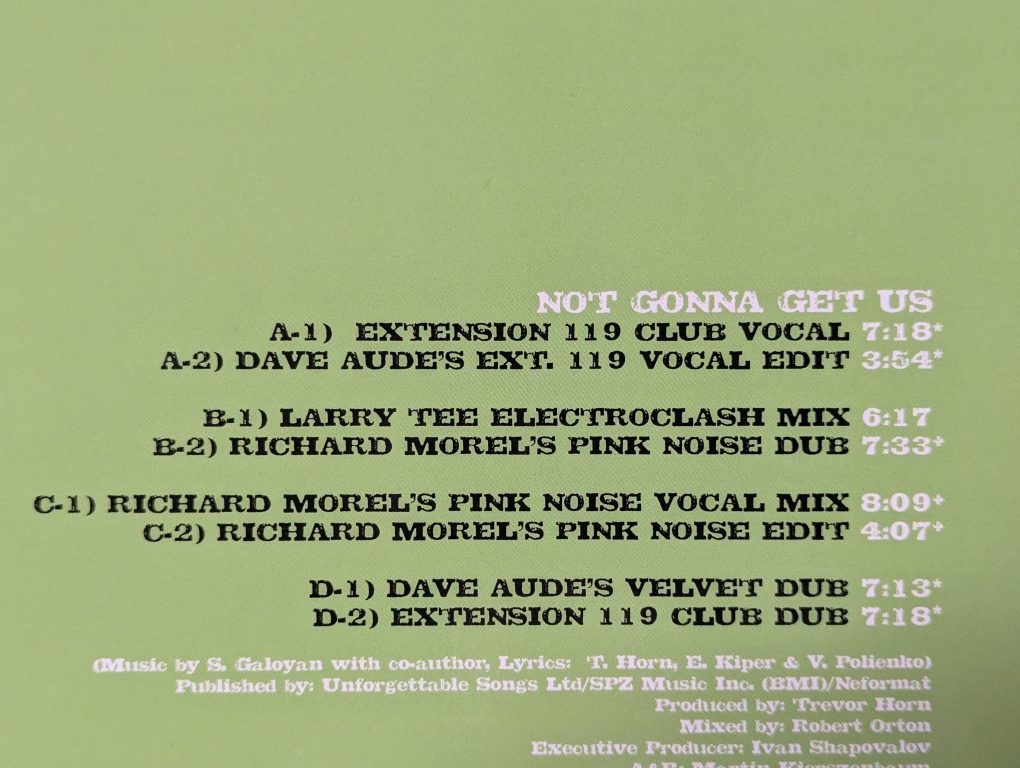 NOT GONNA GET US
A-1) EXTENSION 119 CLUB VOCAL 7:18*
A-2) DAVE AUDE'S EXT. 119 VOCAL EDIT 3:54*
B-1) LARRY TEE ELECTROCLASH MIX 6:17
B-2) RICHARD MOREL'S PINK NOISE DUB 7:33+
C-1) RICHARD MOREL'S PINK NOISE VOCAL MIX 8:09+
C-2) RICHARD MOREL'S PINK NOISE EDIT 4:07+
D-1) DAVE AUDE'S VELVET DUB 7:13*
D-2) EXTENSION 119 CLUB DUB 7:18*
(Music by S. Galoyan with co-author, Lyrics: T. Horn, E. Kiper & V. Polienko)
Published by: Unforgettable Songs Ltd/SPZ Music Inc. (BMI)/Neformat
Produced by: Trevor Horn
Mixed by: Robert Orton
Executive Producer: Ivan Shapovalov
A&R: Martin Kierszenbaum